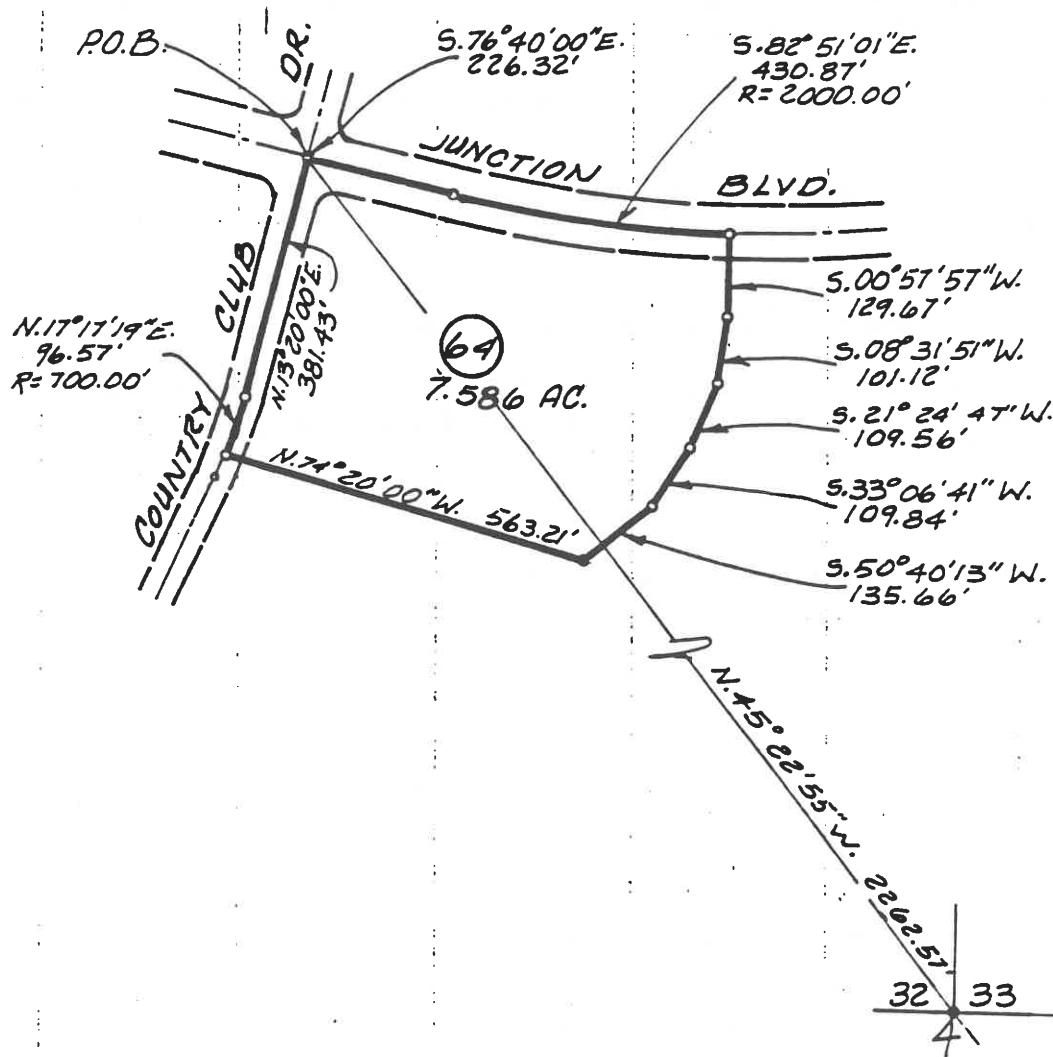 P.O.B.
DR.
S.76°40'00"E.
226.32'
S.82°51'01"E.
430.87'
R=2000.00'
JUNCTION BLVD.
N.17°17'19"E.
96.57'
R=700.00'
COUNTRY CLUB
N.13°20'00"E.
381.43'
64
7.586 AC.
S.00°57'57"W.
129.67'
S.08°31'51"W.
101.12'
S.21°24'47"W.
109.56'
S.33°06'41"W.
109.84'
S.50°40'13"W.
135.66'
N.74°20'00"W. 563.21'
N.45°22'55"W. 2262.57'
32 33
4